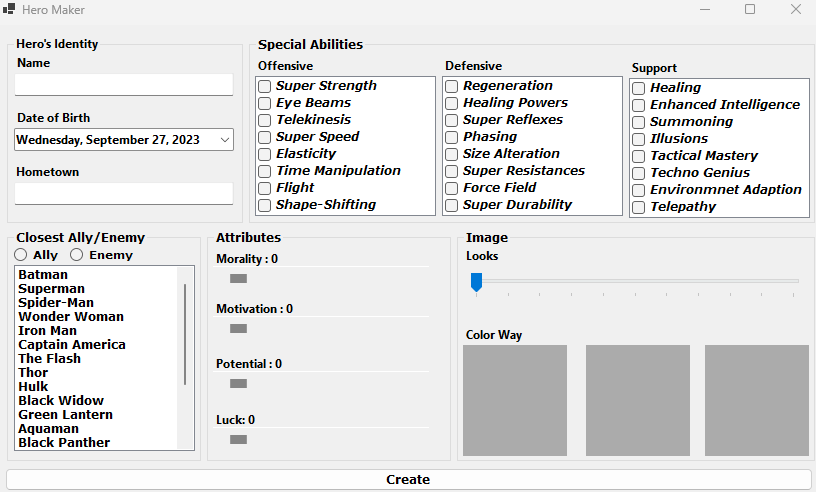 Hero Maker
Hero's Identity
Name
Date of Birth
Wednesday, September 27, 2023
Hometown
Special Abilities
Offensive
Super Strength
Eye Beams
Telekinesis
Super Speed
Elasticity
Time Manipulation
Flight
Shape-Shifting
Defensive
Regeneration
Healing Powers
Super Reflexes
Phasing
Size Alteration
Super Resistances
Force Field
Super Durability
Support
Healing
Enhanced Intelligence
Summoning
Illusions
Tactical Mastery
Techno Genius
Environmnet Adaption
Telepathy
Closest Ally/Enemy
Ally Enemy
Batman
Superman
Spider-Man
Wonder Woman
Iron Man
Captain America
The Flash
Thor
Hulk
Black Widow
Green Lantern
Aquaman
Black Panther
Attributes
Morality : 0
Motivation : 0
Potential : 0
Luck: 0
Image
Looks
Color Way
Create